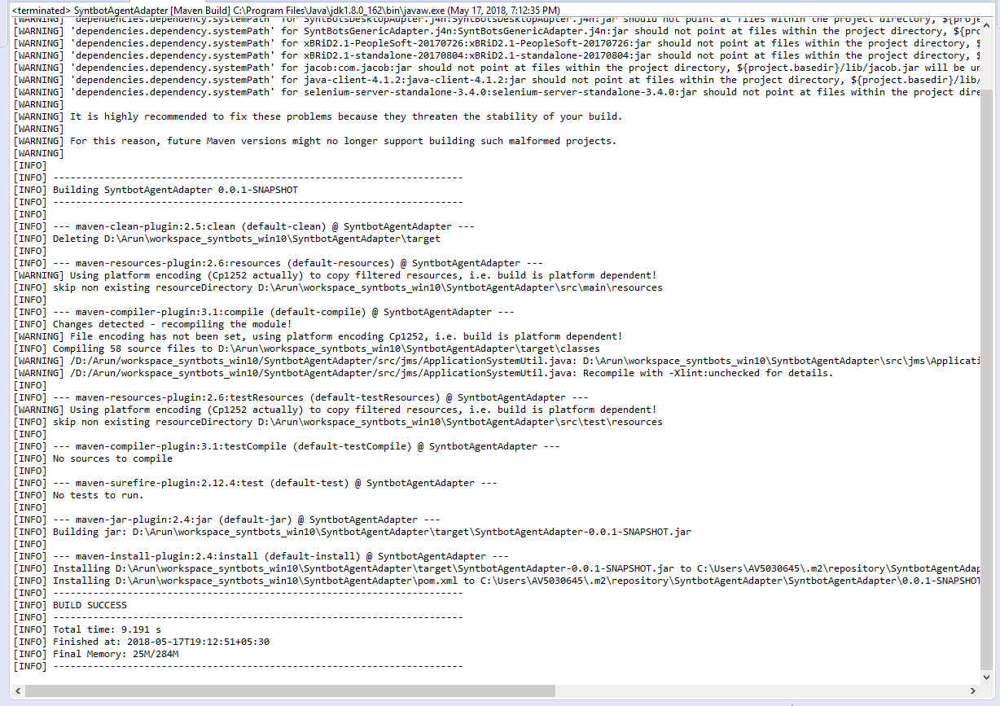 <terminated> SyntbotAgentAdapter [Maven Build] C:\Program Files\Java\jdk1.8.0_162\bin\javaw.exe (May 17, 2018, 7:12:35 PM)
[WARNING] 'dependencies.dependency.systemPath' for SyntBotsDesktopAdpter.j4n:SyntBotsDesktopAdpter.j4n:jar should not point at files within the project directory, ${proje
[WARNING] 'dependencies.dependency.systemPath' for SyntBotsGenericAdapter.j4n:SyntBotsGenericAdapter.j4n:jar should not point at files within the project directory, ${prc
[WARNING] 'dependencies.dependency.systemPath' for xBRiD2.1-PeopleSoft-20170726:xBRiD2.1-PeopleSoft-20170726:jar should not point at files within the project directory, $
[WARNING] 'dependencies.dependency.systemPath' for xBRiD2.1-standalone-20170804:xBRiD2.1-standalone-20170804:jar should not point at files within the project directory, $
[WARNING] 'dependencies.dependency.systemPath' for jacob:com.jacob:jar should not point at files within the project directory, ${project.basedir}/lib/jacob.jar will be un
[WARNING] 'dependencies.dependency.systemPath' for java-client-4.1.2:java-client-4.1.2:jar should not point at files within the project directory, ${project.basedir}/lib/
[WARNING] 'dependencies.dependency.systemPath' for selenium-server-standalone-3.4.0:selenium-server-standalone-3.4.0:jar should not point at files within the project dire
[WARNING]
[WARNING] It is highly recommended to fix these problems because they threaten the stability of your build.
[WARNING]
[WARNING] For this reason, future Maven versions might no longer support building such malformed projects.
[WARNING]
[INFO]
[INFO] ------------------------------------------------------------------------
[INFO] Building SyntbotAgentAdapter 0.0.1-SNAPSHOT
[INFO] ------------------------------------------------------------------------
[INFO]
[INFO] --- maven-clean-plugin:2.5:clean (default-clean) @ SyntbotAgentAdapter ---
[INFO] Deleting D:\Arun\workspace_syntbots_win10\SyntbotAgentAdapter\target
[INFO]
[INFO] --- maven-resources-plugin:2.6:resources (default-resources) @ SyntbotAgentAdapter ---
[WARNING] Using platform encoding (Cp1252 actually) to copy filtered resources, i.e. build is platform dependent!
[INFO] skip non existing resourceDirectory D:\Arun\workspace_syntbots_win10\SyntbotAgentAdapter\src\main\resources
[INFO]
[INFO] --- maven-compiler-plugin:3.1:compile (default-compile) @ SyntbotAgentAdapter ---
[INFO] Changes detected - recompiling the module!
[WARNING] File encoding has not been set, using platform encoding Cp1252, i.e. build is platform dependent!
[INFO] Compiling 58 source files to D:\Arun\workspace_syntbots_win10\SyntbotAgentAdapter\target\classes
[WARNING] /D:/Arun/workspace_syntbots_win10/SyntbotAgentAdapter/src/jms/ApplicationSystemUtil.java: D:\Arun\workspace_syntbots_win10\SyntbotAgentAdapter\src\jms\Applicati
[WARNING] /D:/Arun/workspace_syntbots_win10/SyntbotAgentAdapter/src/jms/ApplicationSystemUtil.java: Recompile with -Xlint:unchecked for details.
[INFO]
[INFO] --- maven-resources-plugin:2.6:testResources (default-testResources) @ SyntbotAgentAdapter ---
[WARNING] Using platform encoding (Cp1252 actually) to copy filtered resources, i.e. build is platform dependent!
[INFO] skip non existing resourceDirectory D:\Arun\workspace_syntbots_win10\SyntbotAgentAdapter\src\test\resources
[INFO]
[INFO] --- maven-compiler-plugin:3.1:testCompile (default-testCompile) @ SyntbotAgentAdapter ---
[INFO] No sources to compile
[INFO]
[INFO] --- maven-surefire-plugin:2.12.4:test (default-test) @ SyntbotAgentAdapter ---
[INFO] No tests to run.
[INFO]
[INFO] --- maven-jar-plugin:2.4:jar (default-jar) @ SyntbotAgentAdapter ---
[INFO] Building jar: D:\Arun\workspace_syntbots_win10\SyntbotAgentAdapter\target\SyntbotAgentAdapter-0.0.1-SNAPSHOT.jar
[INFO]
[INFO] --- maven-install-plugin:2.4:install (default-install) @ SyntbotAgentAdapter ---
[INFO] Installing D:\Arun\workspace_syntbots_win10\SyntbotAgentAdapter\target\SyntbotAgentAdapter-0.0.1-SNAPSHOT.jar to C:\Users\AV5030645\.m2\repository\SyntbotAgentAdap
[INFO] Installing D:\Arun\workspace_syntbots_win10\SyntbotAgentAdapter\pom.xml to C:\Users\AV5030645\.m2\repository\SyntbotAgentAdapter\SyntbotAgentAdapter\0.0.1-SNAPSHOT
[INFO] ------------------------------------------------------------------------
[INFO] BUILD SUCCESS
[INFO] ------------------------------------------------------------------------
[INFO] Total time: 9.191 s
[INFO] Finished at: 2018-05-17T19:12:51+05:30
[INFO] Final Memory: 25M/284M
[INFO] ------------------------------------------------------------------------